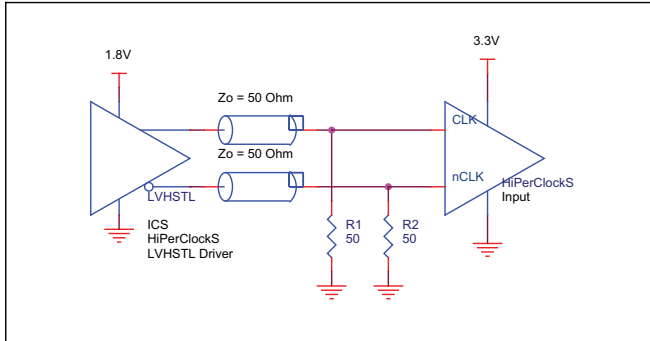 1.8V
3.3V
Zo = 50 Ohm
CLK
Zo = 50 Ohm
nCLK
LVHSTL
HiPerClockS
Input
ICS
HiPerClockS
LVHSTL Driver
R1
50
R2
50